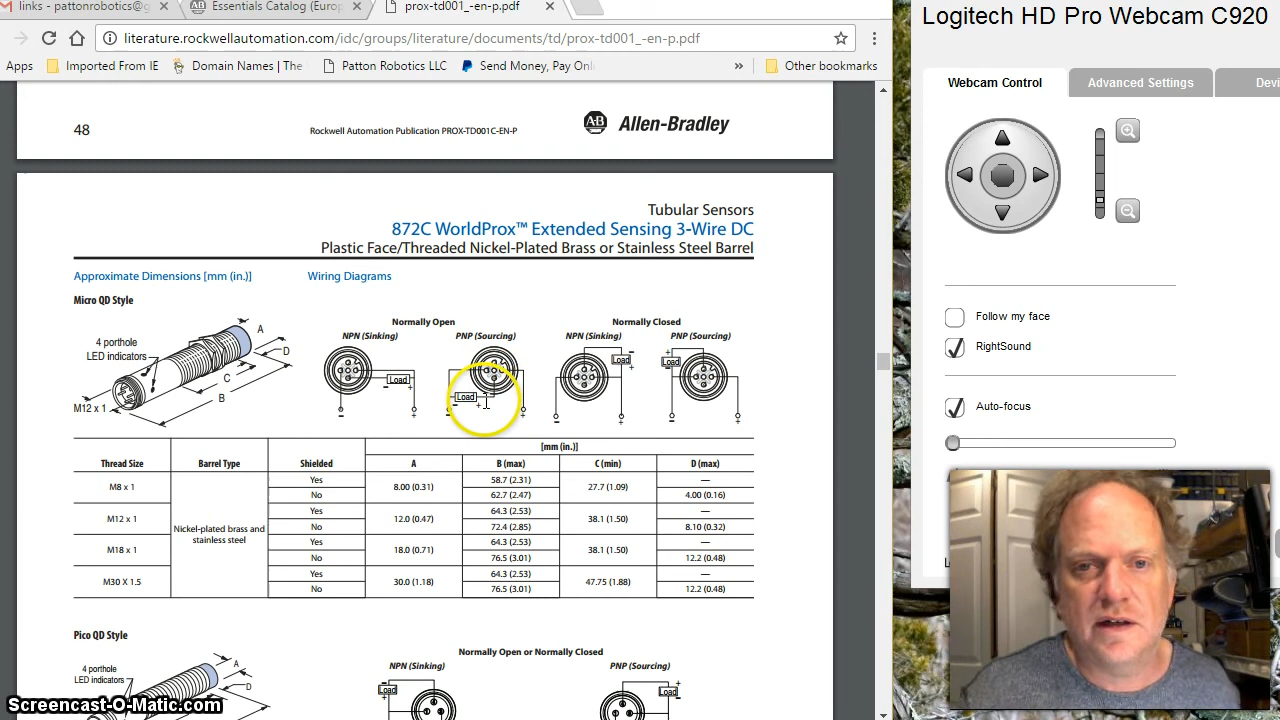 links - pattonrobotics@g
Essentials Catalog (Europ
prox-td001_-en-p.pdf
literature.rockwellautomation.com/idc/groups/literature/documents/td/prox-td001_-en-p.pdf
Apps
Imported From IE
Domain Names | The
Patton Robotics LLC
Send Money, Pay Onl
»
Other bookmarks
48
Rockwell Automation Publication PROX-TD001C-EN-P
A-B
Allen-Bradley
Tubular Sensors
872C WorldProx™ Extended Sensing 3-Wire DC
Plastic Face/Threaded Nickel-Plated Brass or Stainless Steel Barrel
Approximate Dimensions [mm (in.)]
Wiring Diagrams
Micro QD Style
4 porthole
LED indicators
A
D
C
B
M12 x 1
Normally Open
Normally Closed
NPN (Sinking)
PNP (Sourcing)
NPN (Sinking)
PNP (Sourcing)
Load
Load
Load
Load
[mm (in.)]
Thread Size Barrel Type Shielded A B (max) C (min) D (max)
M8 x 1 Nickel-plated brass and stainless steel Yes 8.00 (0.31) 58.7 (2.31) 27.7 (1.09) —
No 62.7 (2.47) 4.00 (0.16)
M12 x 1 Yes 12.0 (0.47) 64.3 (2.53) 38.1 (1.50) —
No 72.4 (2.85) 8.10 (0.32)
M18 x 1 Yes 18.0 (0.71) 64.3 (2.53) 38.1 (1.50) —
No 76.5 (3.01) 12.2 (0.48)
M30 X 1.5 Yes 30.0 (1.18) 64.3 (2.53) 47.75 (1.88) —
No 76.5 (3.01) 12.2 (0.48)
Pico QD Style
4 porthole
LED indicators
A
D
Normally Open or Normally Closed
NPN (Sinking)
PNP (Sourcing)
Load
Load
Screencast-O-Matic.com
Logitech HD Pro Webcam C920
Webcam Control
Advanced Settings
Devi
Follow my face
RightSound
Auto-focus